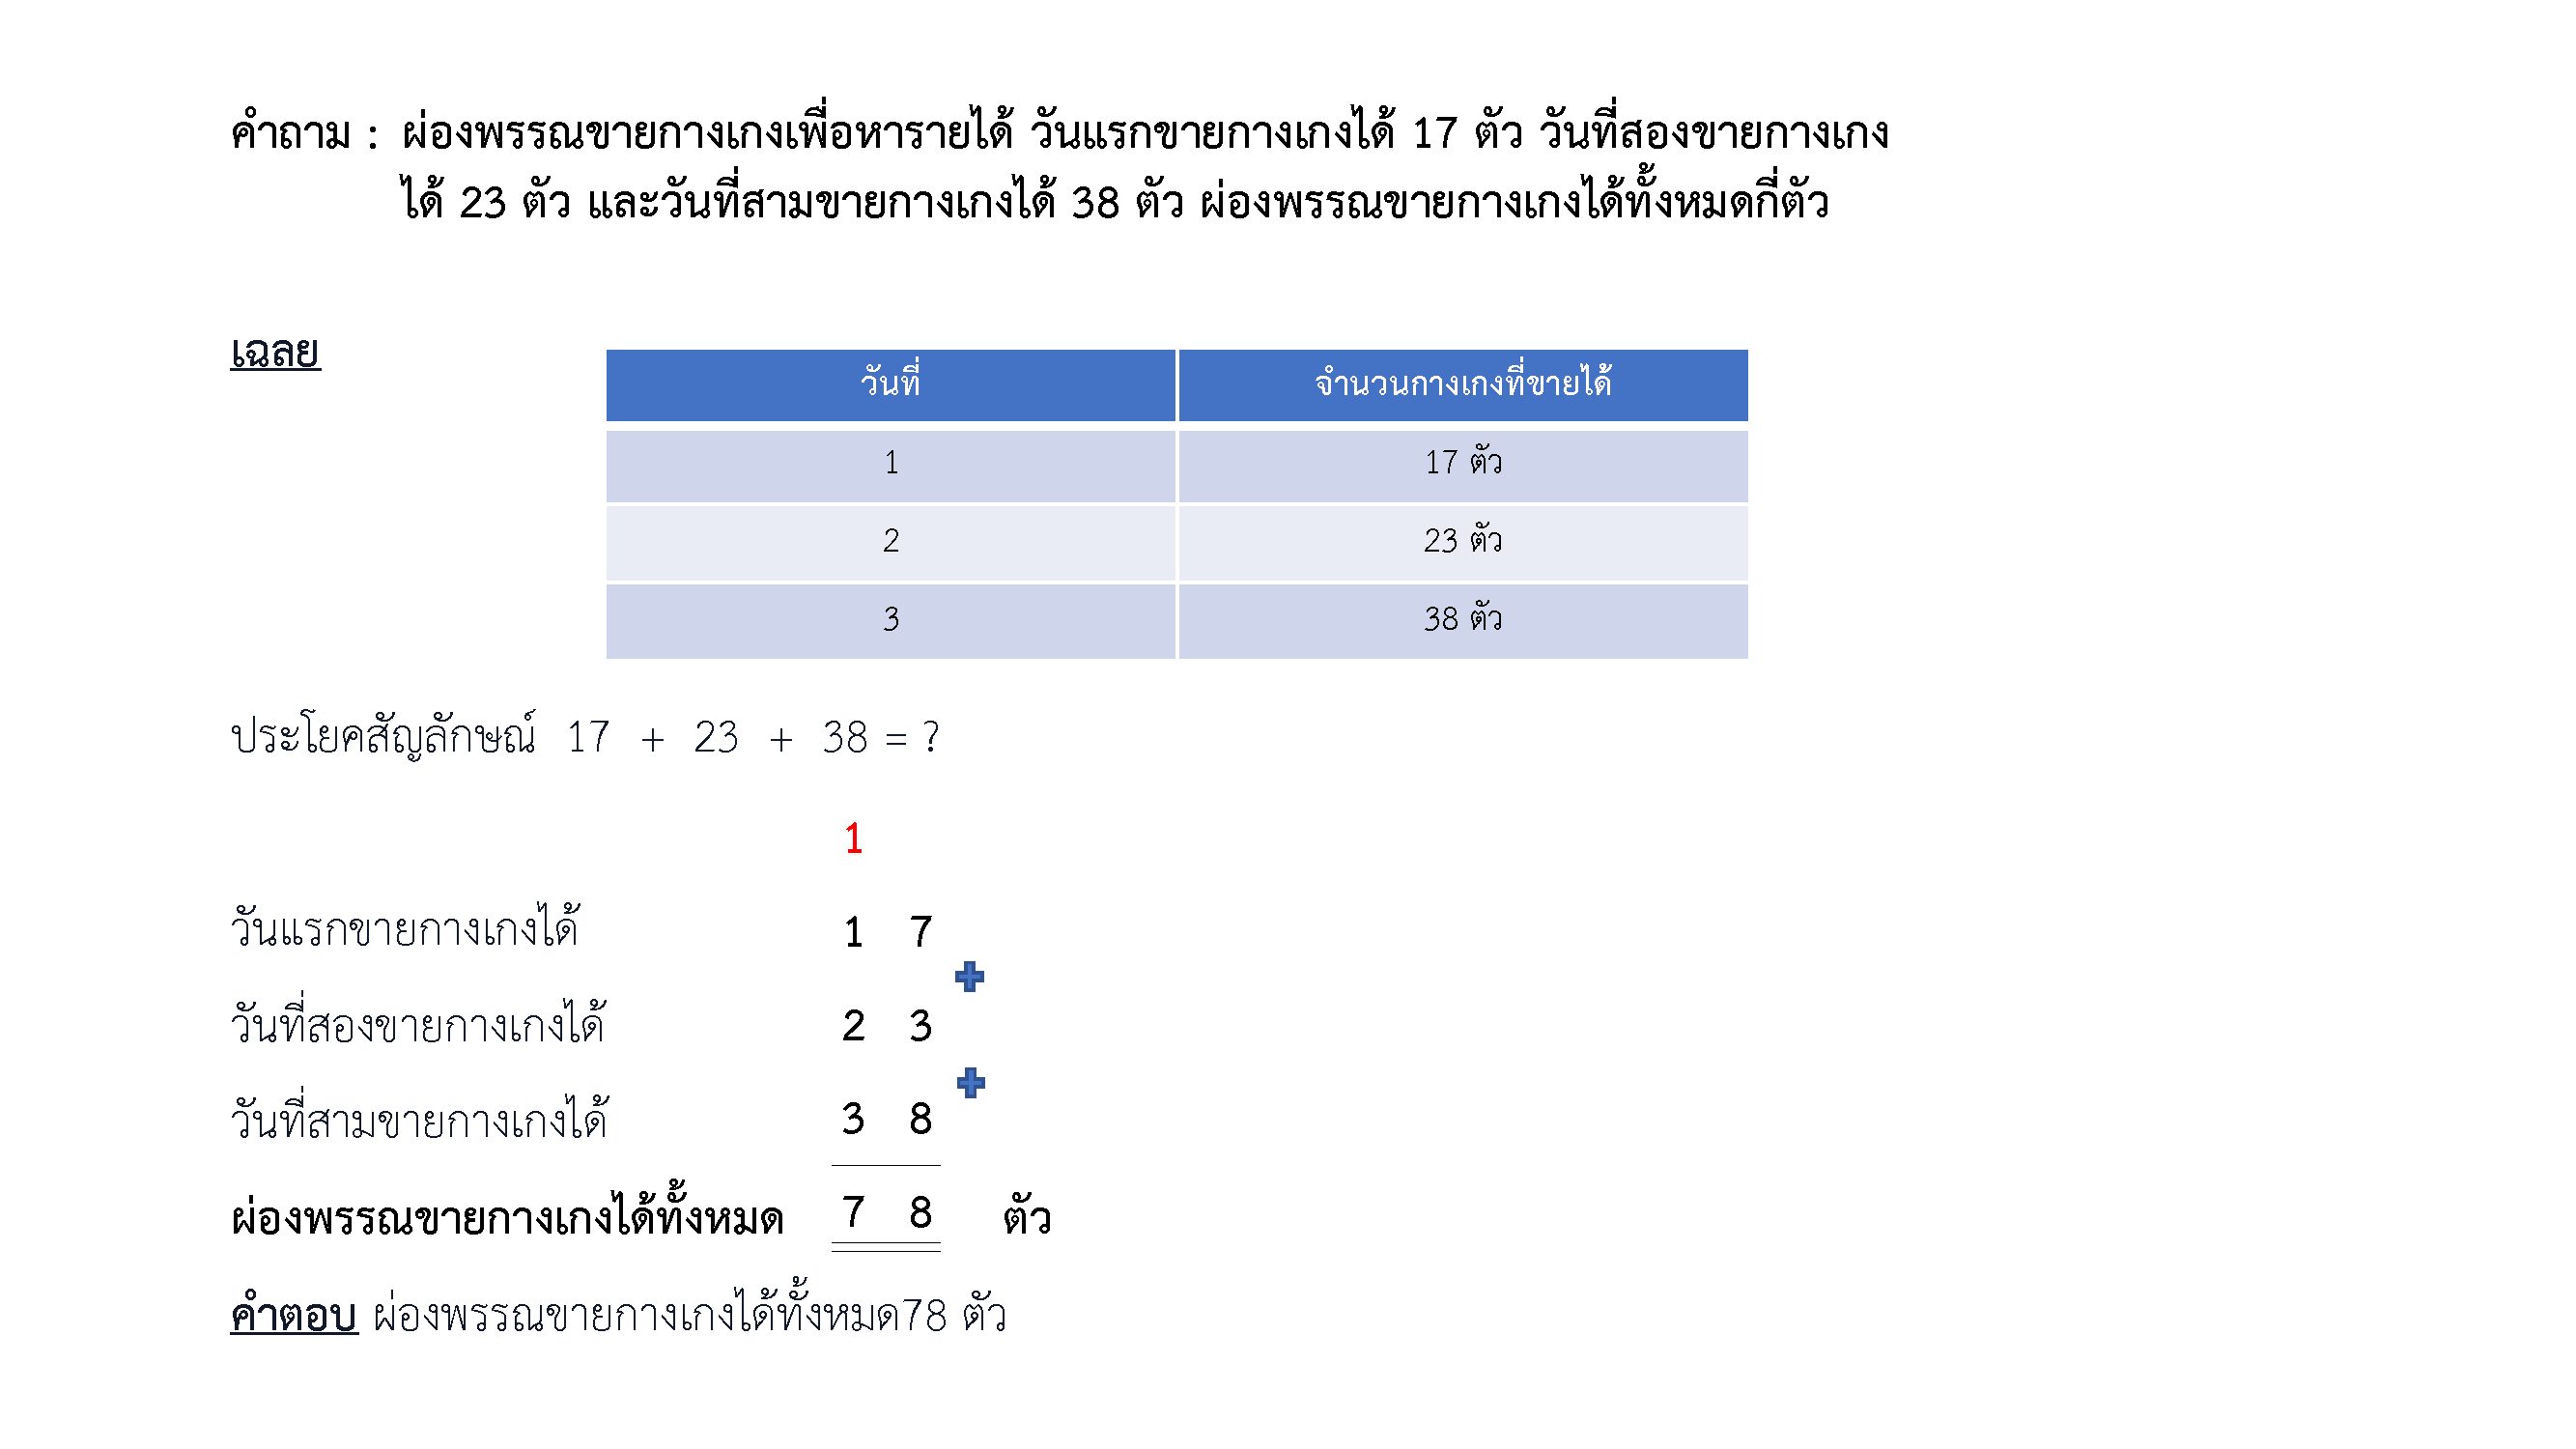 คำถาม : ผ่องพรรณขายกางเกงเพื่อหารายได้ วันแรกขายกางเกงได้ 17 ตัว วันที่สองขายกางเกง
ได้ 23 ตัว และวันที่สามขายกางเกงได้ 38 ตัว ผ่องพรรณขายกางเกงได้ทั้งหมดกี่ตัว
เฉลย
วันที่ จำนวนกางเกงที่ขายได้
1 17 ตัว
2 23 ตัว
3 38 ตัว
ประโยคสัญลักษณ์ 17 + 23 + 38 = ?
1
วันแรกขายกางเกงได้ 1 7
+
วันที่สองขายกางเกงได้ 2 3
+
วันที่สามขายกางเกงได้ 3 8
ผ่องพรรณขายกางเกงได้ทั้งหมด 7 8 ตัว
คำตอบ ผ่องพรรณขายกางเกงได้ทั้งหมด78 ตัว